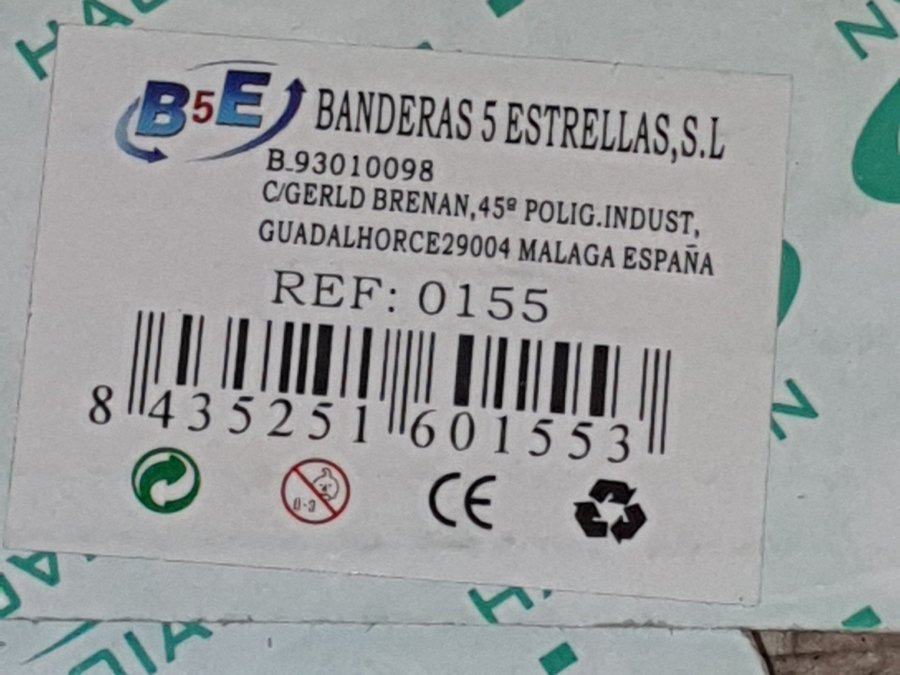 B5E BANDERAS 5 ESTRELLAS,S.L
B-93010098
C/GERLD BRENAN,45ª POLIG.INDUST,
GUADALHORCE29004 MALAGA ESPAÑA
REF: 0155
8 435251 601553
0-3 CE